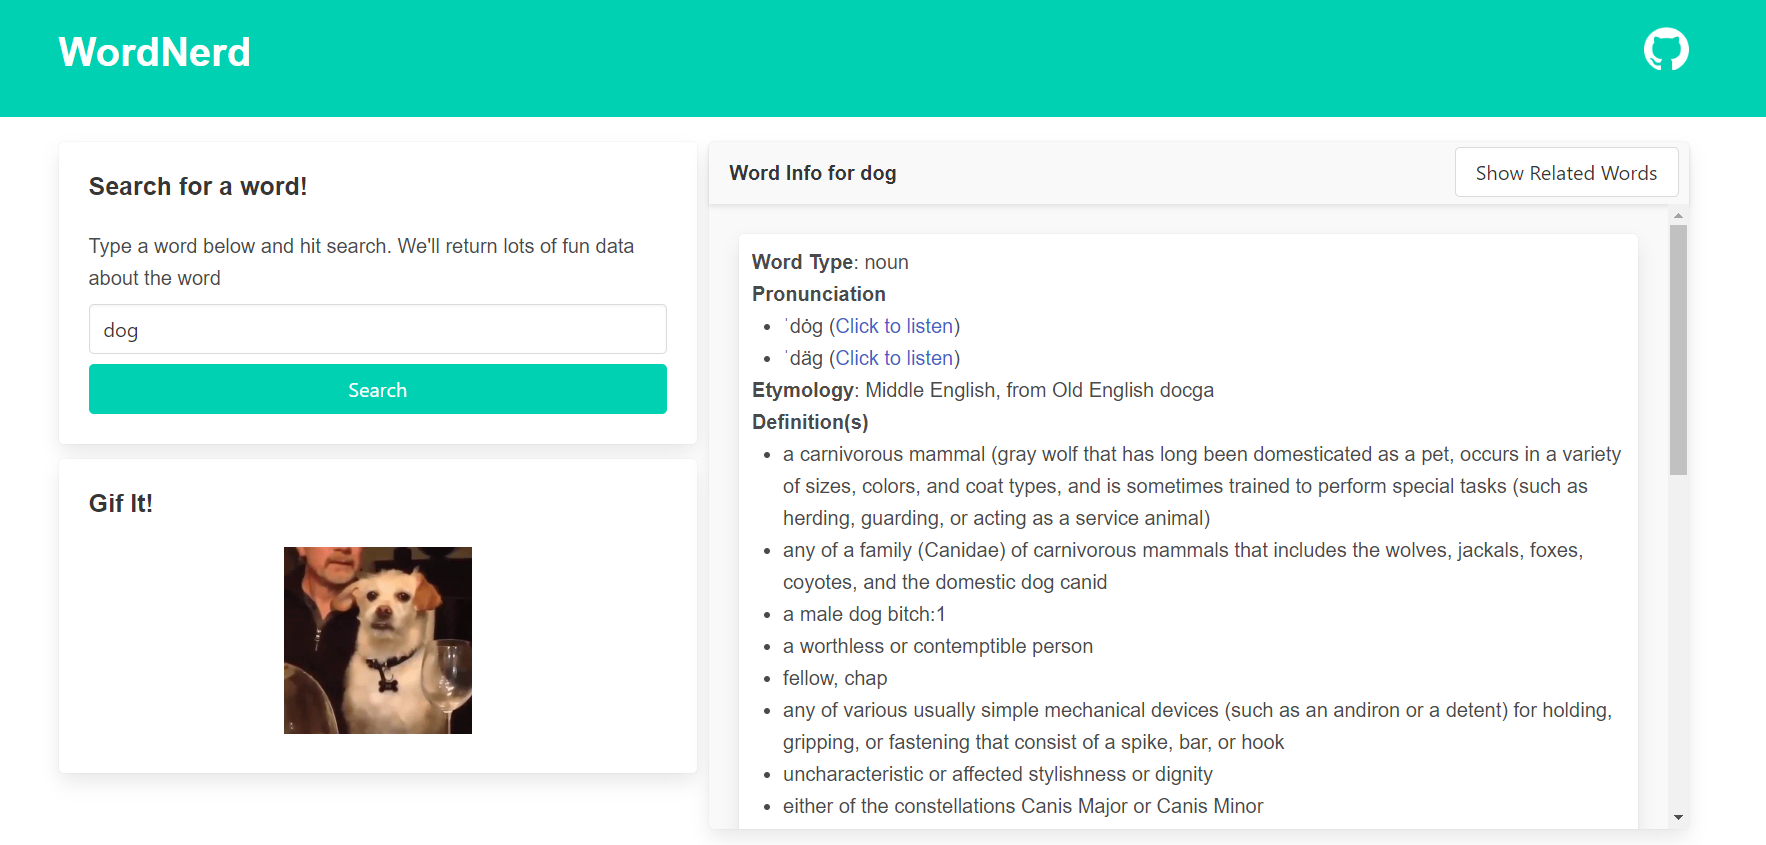 WordNerd
Search for a word!
Type a word below and hit search. We'll return lots of fun data
about the word
dog
Search
Gif It!
Word Info for dog
Show Related Words
Word Type: noun
Pronunciation
• ˈdȯg (Click to listen)
• ˈdäg (Click to listen)
Etymology: Middle English, from Old English docga
Definition(s)
• a carnivorous mammal (gray wolf that has long been domesticated as a pet, occurs in a variety
of sizes, colors, and coat types, and is sometimes trained to perform special tasks (such as
herding, guarding, or acting as a service animal)
• any of a family (Canidae) of carnivorous mammals that includes the wolves, jackals, foxes,
coyotes, and the domestic dog canid
• a male dog bitch:1
• a worthless or contemptible person
• fellow, chap
• any of various usually simple mechanical devices (such as an andiron or a detent) for holding,
gripping, or fastening that consist of a spike, bar, or hook
• uncharacteristic or affected stylishness or dignity
• either of the constellations Canis Major or Canis Minor